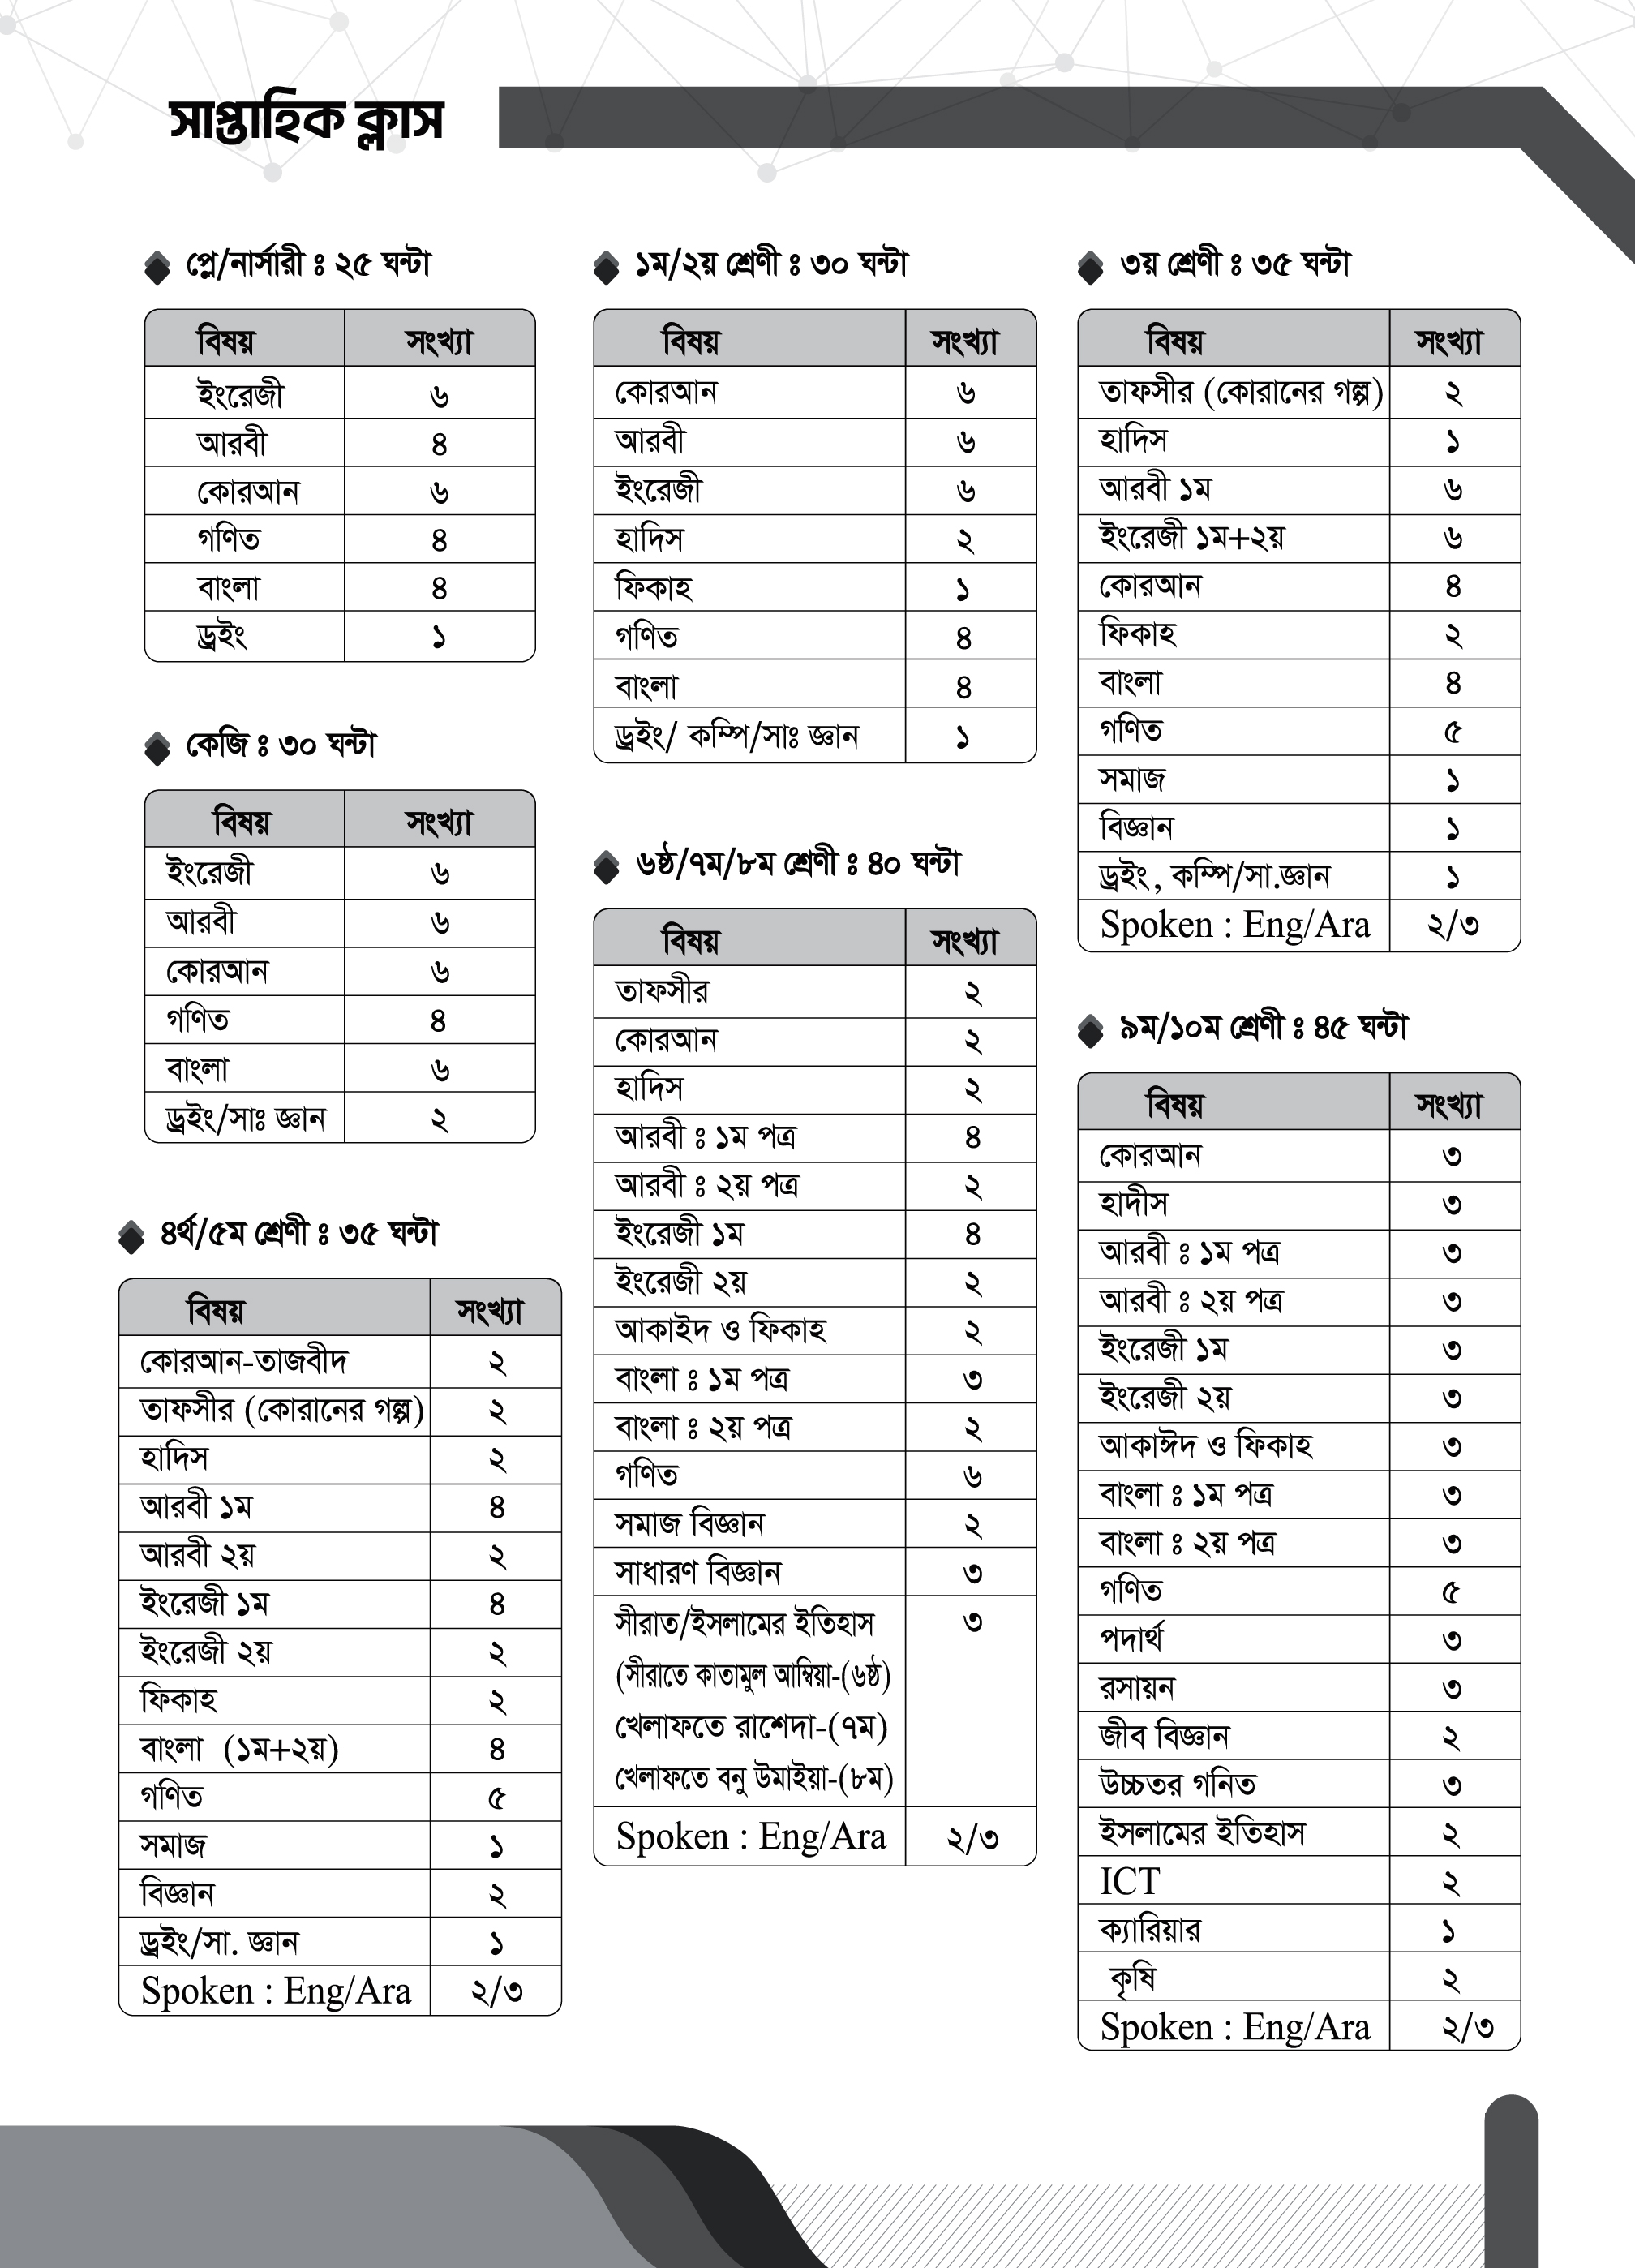 সাপ্তাহিক ক্লাস
প্লে/নার্সারী ঃ ২৫ ঘন্টা
বিষয় সংখ্যা
ইংরেজী ৬
আরবী ৪
কোরআন ৬
গণিত ৪
বাংলা ৪
ড্রইং ১
কেজি ঃ ৩০ ঘন্টা
বিষয় সংখ্যা
ইংরেজী ৬
আরবী ৬
কোরআন ৬
গণিত ৪
বাংলা ৬
ড্রইং/সাঃ জ্ঞান ২
৪র্থ/৫ম শ্রেণী ঃ ৩৫ ঘন্টা
বিষয় সংখ্যা
কোরআন-তাজবীদ ২
তাফসীর (কোরানের গল্প) ২
হাদিস ২
আরবী ১ম ৪
আরবী ২য় ২
ইংরেজী ১ম ৪
ইংরেজী ২য় ২
ফিকাহ ২
বাংলা (১ম+২য়) ৪
গণিত ৫
সমাজ ১
বিজ্ঞান ২
ড্রইং/সা. জ্ঞান ১
Spoken : Eng/Ara ২/৩
১ম/২য় শ্রেণী ঃ ৩০ ঘন্টা
বিষয় সংখ্যা
কোরআন ৬
আরবী ৬
ইংরেজী ৬
হাদিস ২
ফিকাহ ১
গণিত ৪
বাংলা ৪
ড্রইং/ কম্পি/সাঃ জ্ঞান ১
৬ষ্ঠ/৭ম/৮ম শ্রেণী ঃ ৪০ ঘন্টা
বিষয় সংখ্যা
তাফসীর ২
কোরআন ২
হাদিস ২
আরবী ঃ ১ম পত্র ৪
আরবী ঃ ২য় পত্র ২
ইংরেজী ১ম ৪
ইংরেজী ২য় ২
আকাইদ ও ফিকাহ ২
বাংলা ঃ ১ম পত্র ৩
বাংলা ঃ ২য় পত্র ২
গণিত ৬
সমাজ বিজ্ঞান ২
সাধারণ বিজ্ঞান ৩
সীরাত/ইসলামের ইতিহাস ৩
(সীরাতে কাতামুল আম্বিয়া-(৬ষ্ঠ)
খেলাফতে রাশেদা-(৭ম)
খেলাফতে বনু উমাইয়া-(৮ম)
Spoken : Eng/Ara ২/৩
৩য় শ্রেণী ঃ ৩৫ ঘন্টা
বিষয় সংখ্যা
তাফসীর (কোরানের গল্প) ২
হাদিস ১
আরবী ১ম ৬
ইংরেজী ১ম+২য় ৬
কোরআন ৪
ফিকাহ ২
বাংলা ৪
গণিত ৫
সমাজ ১
বিজ্ঞান ১
ড্রইং, কম্পি/সা.জ্ঞান ১
Spoken : Eng/Ara ২/৩
৯ম/১০ম শ্রেণী ঃ ৪৫ ঘন্টা
বিষয় সংখ্যা
কোরআন ৩
হাদীস ৩
আরবী ঃ ১ম পত্র ৩
আরবী ঃ ২য় পত্র ৩
ইংরেজী ১ম ৩
ইংরেজী ২য় ৩
আকাঈদ ও ফিকাহ ৩
বাংলা ঃ ১ম পত্র ৩
বাংলা ঃ ২য় পত্র ৩
গণিত ৫
পদার্থ ৩
রসায়ন ৩
জীব বিজ্ঞান ২
উচ্চতর গনিত ৩
ইসলামের ইতিহাস ২
ICT ২
ক্যারিয়ার ১
কৃষি ২
Spoken : Eng/Ara ২/৩